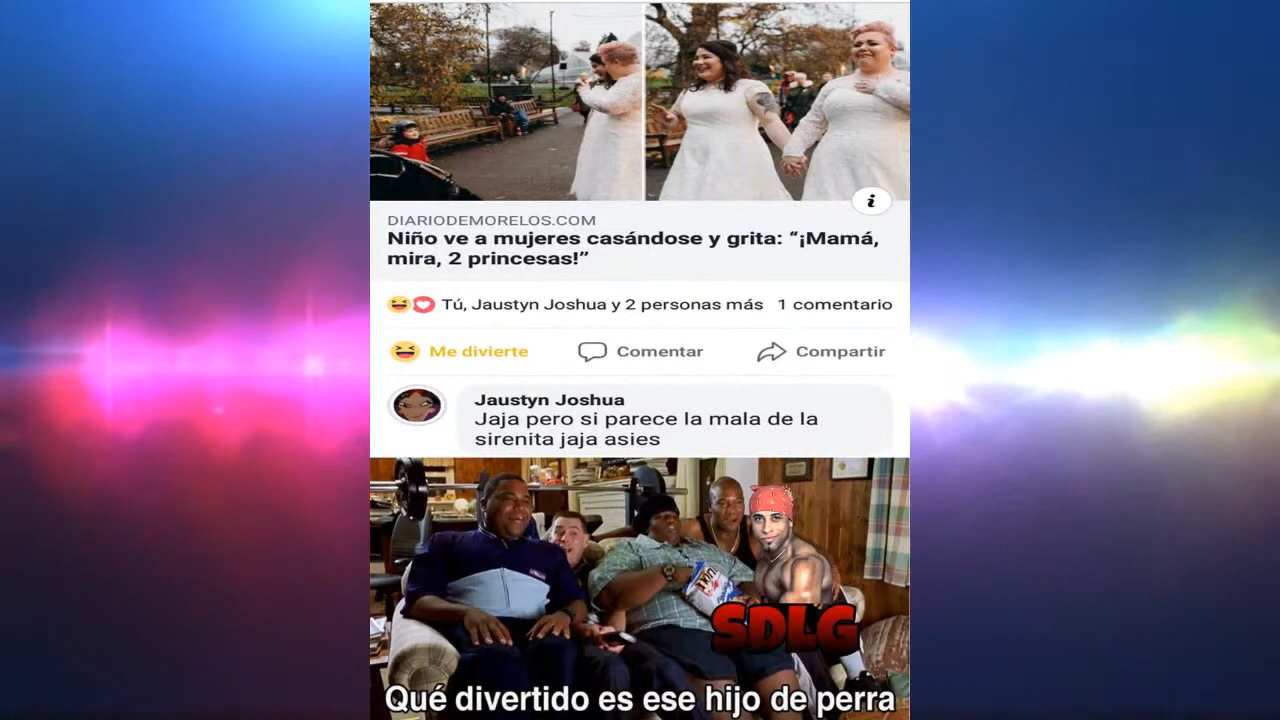 DIARIODEMORELOS.COM
Niño ve a mujeres casándose y grita: “¡Mamá,
mira, 2 princesas!”
Tú, Jaustyn Joshua y 2 personas más 1 comentario
Me divierte Comentar Compartir
Jaustyn Joshua
Jaja pero si parece la mala de la
sirenita jaja asies
SDLG
Qué divertido es ese hijo de perra